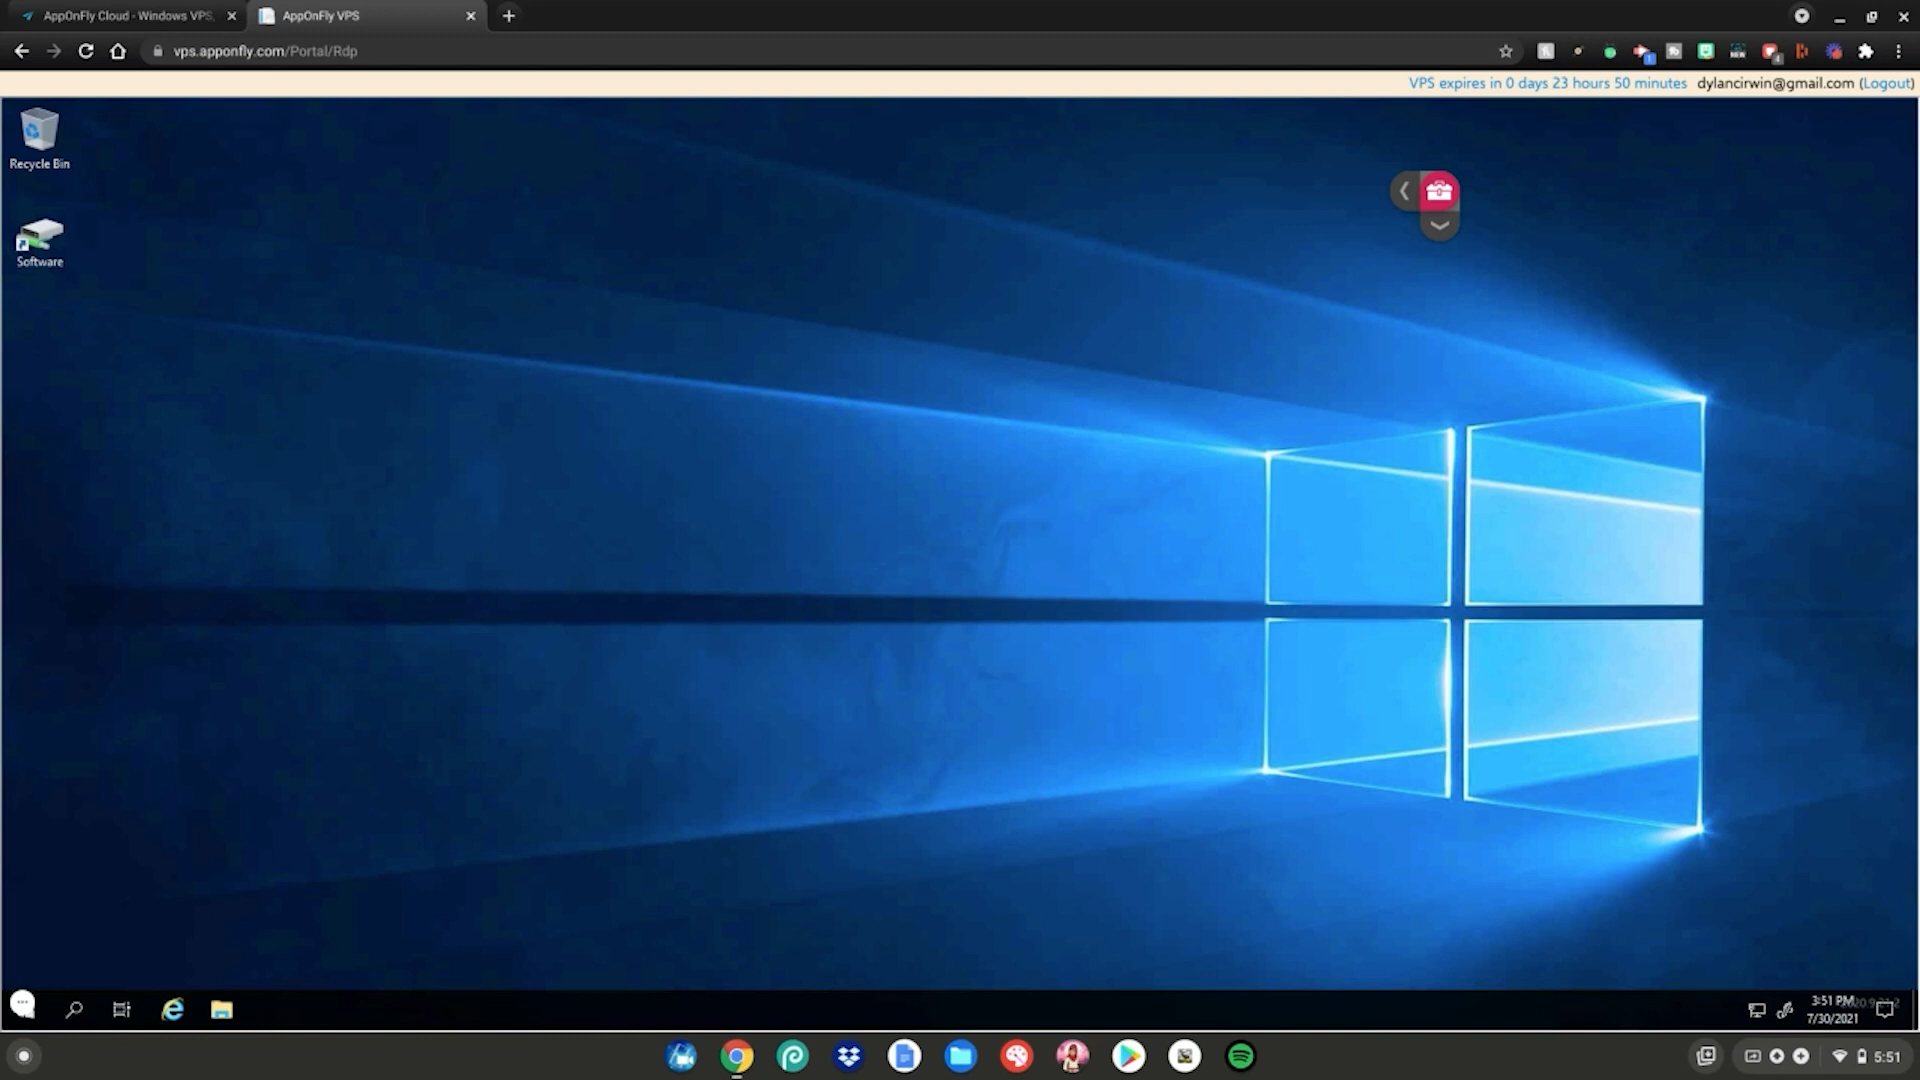 AppOnFly Cloud - Windows VPS,
AppOnFly VPS
vps.apponfly.com/Portal/Rdp
VPS expires in 0 days 23 hours 50 minutes dylancirwin@gmail.com (Logout)
Recycle Bin
Software
3:51 PM
7/30/2021
5:51